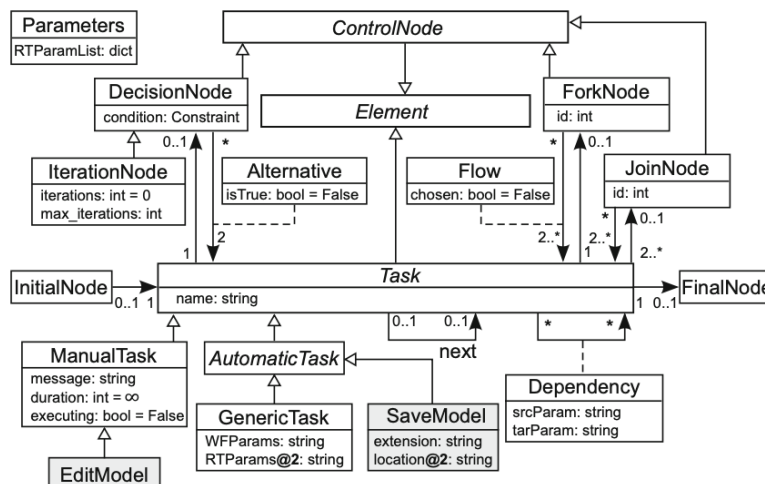 Parameters
RTParamList: dict
ControlNode
DecisionNode
condition: Constraint
Element
ForkNode
id: int
0..1
*
*
0..1
IterationNode
iterations: int = 0
max_iterations: int
Alternative
isTrue: bool = False
Flow
chosen: bool = False
JoinNode
id: int
*
0..1
2
2..*
2..*
1
1
2..*
InitialNode
0..1
1
Task
name: string
1
0..1
FinalNode
0..1
0..1
next
*
*
ManualTask
message: string
duration: int = ∞
executing: bool = False
AutomaticTask
GenericTask
WFParams: string
RTParams@2: string
SaveModel
extension: string
location@2: string
Dependency
srcParam: string
tarParam: string
EditModel